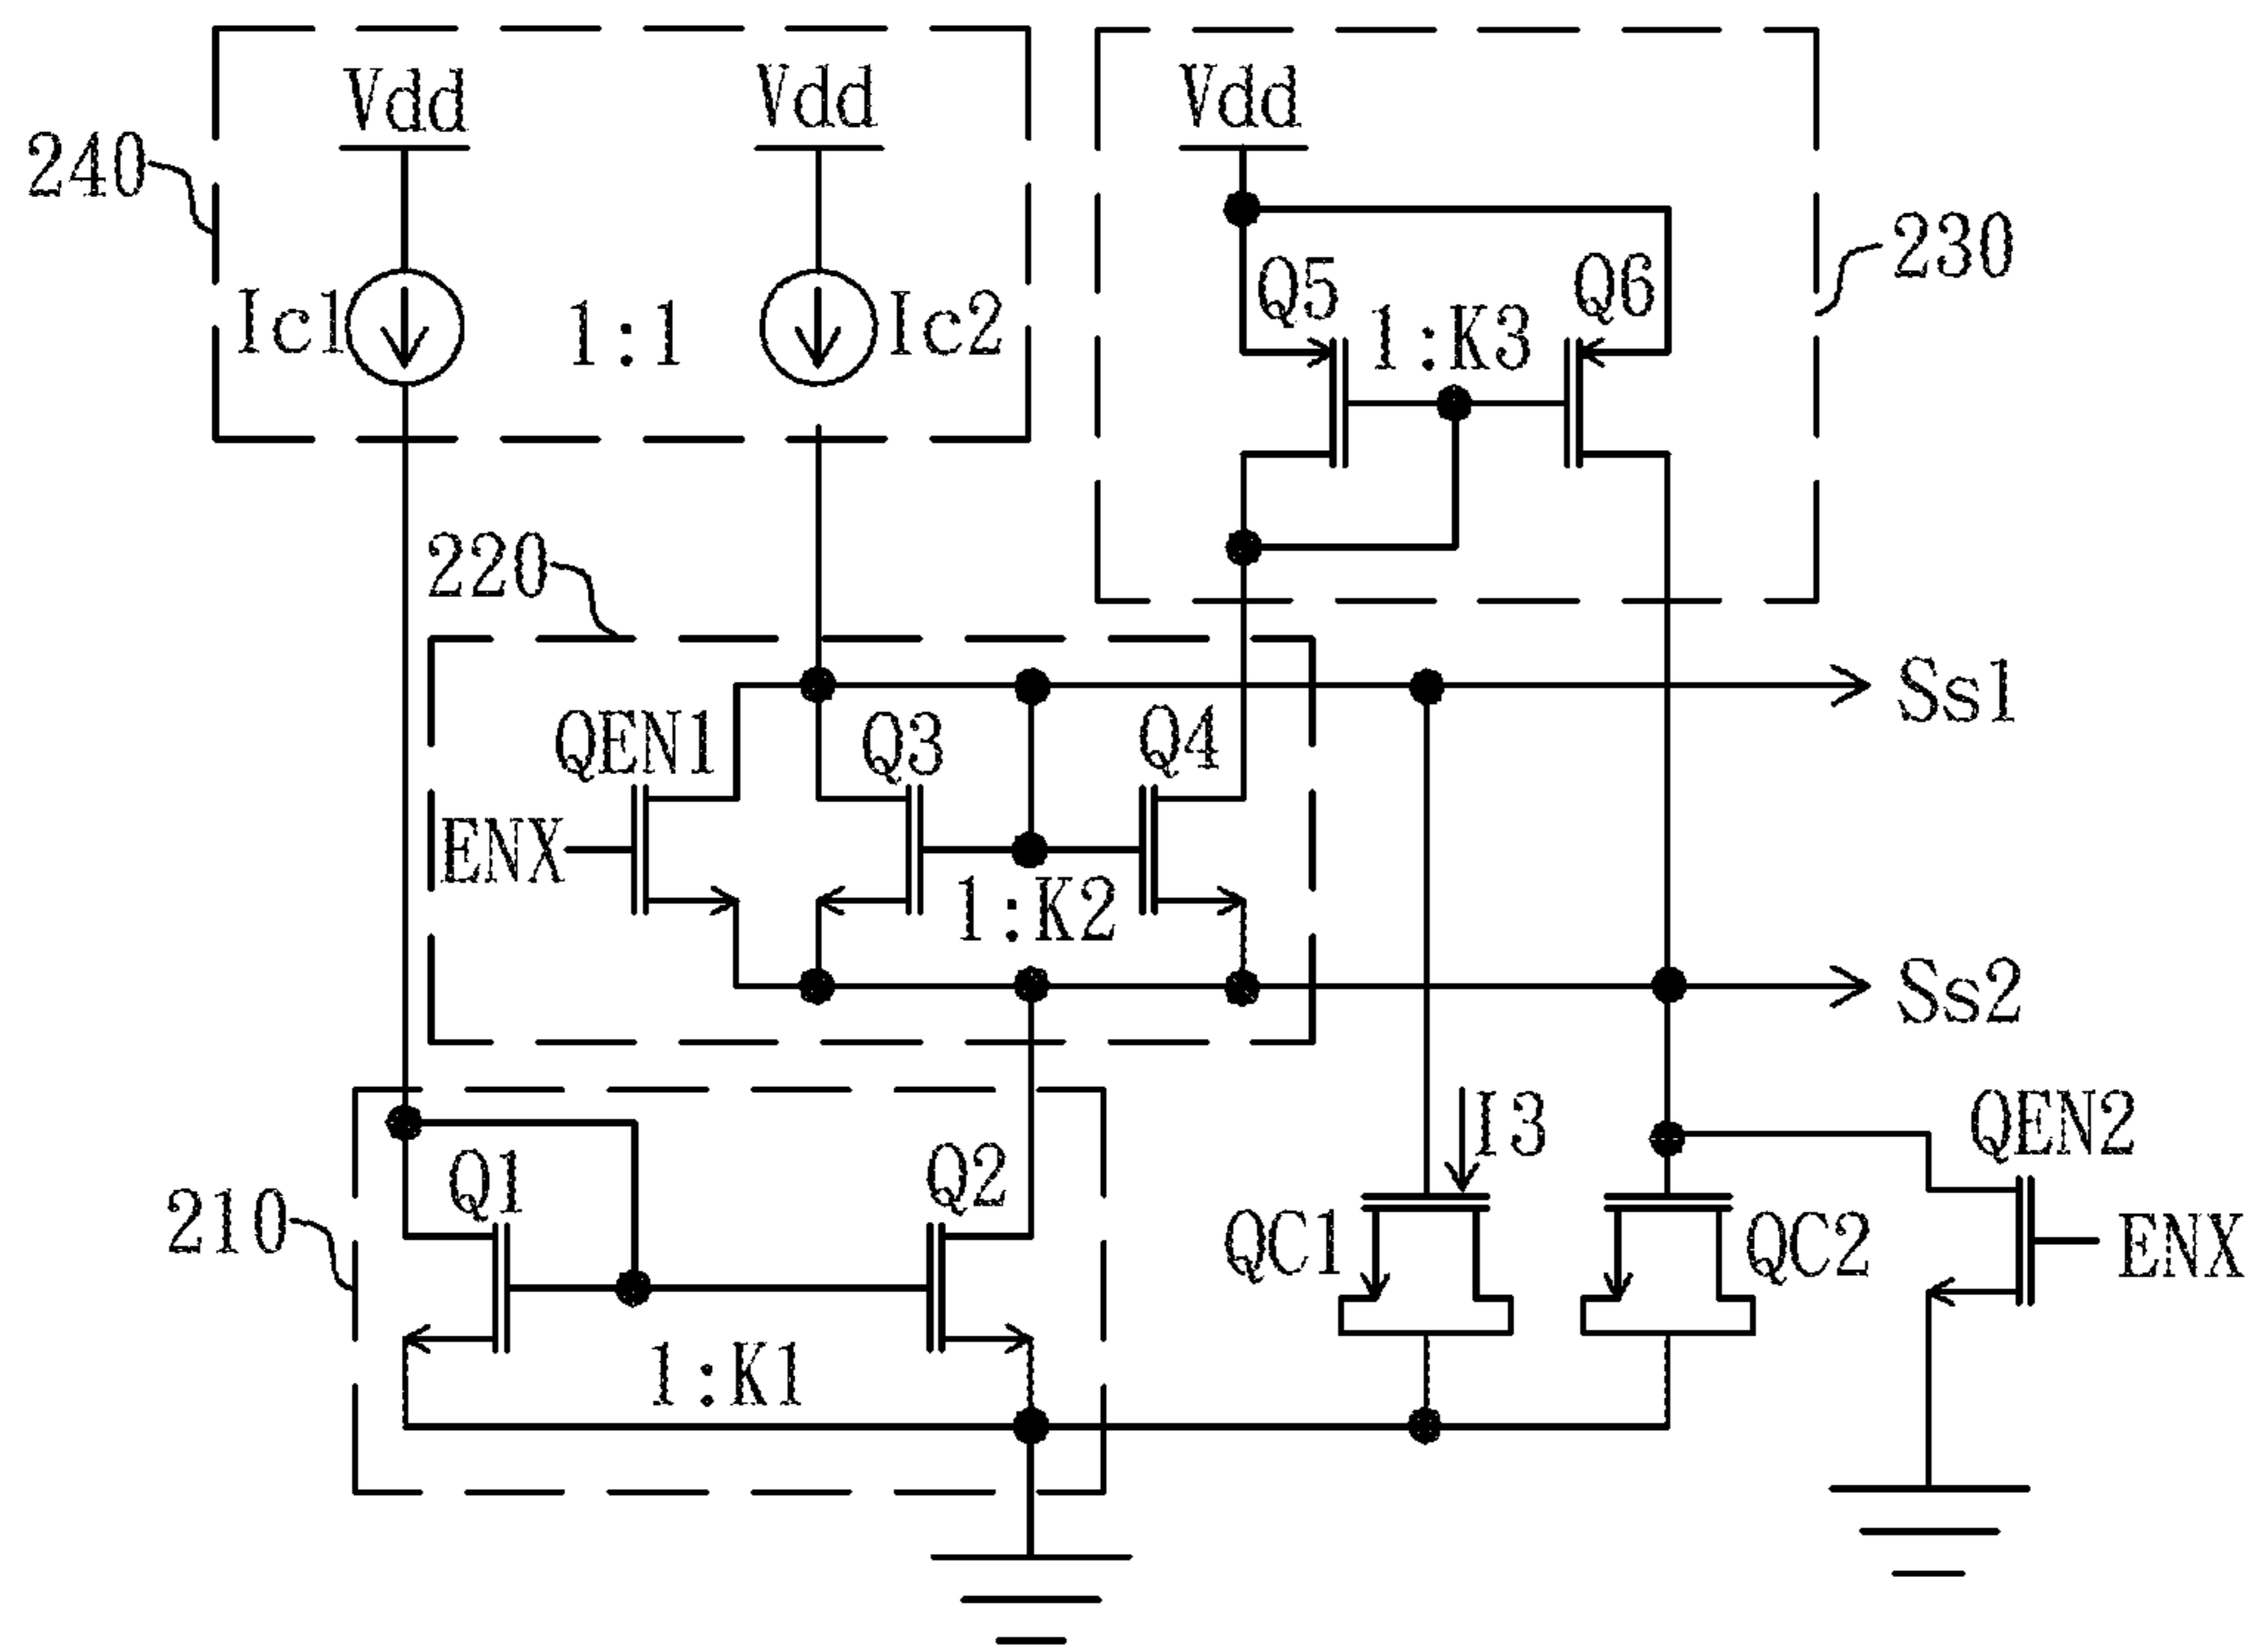 Vdd
Vdd
Vdd
240
230
Q5
Q6
Ic1
1:1
Ic2
1:K3
220
Ss1
QEN1
Q3
Q4
ENX
1:K2
Ss2
I3
QEN2
Q1
Q2
210
QC1
QC2
ENX
1:K1